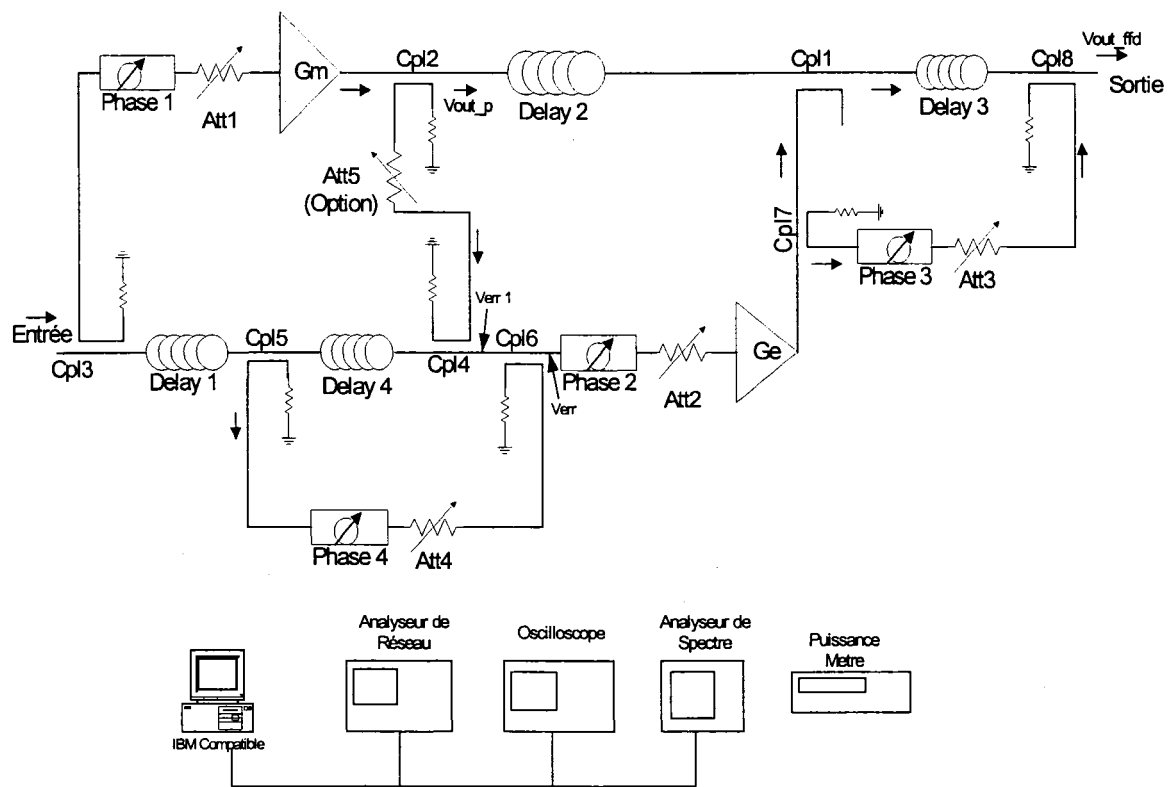 Vout_ffd
Gm
Cpl2
Cpl1
Cpl8
Sortie
Phase 1
Att1
Vout_p
Delay 2
Delay 3
Att5
(Option)
Cpl7
Phase 3
Att3
Entrée
Verr 1
Cpl3
Delay 1
Cpl5
Delay 4
Cpl4
Cpl6
Phase 2
Att2
Ge
Verr
Phase 4
Att4
Analyseur de
Réseau
Oscilloscope
Analyseur de
Spectre
Puissance
Metre
IBM Compatible